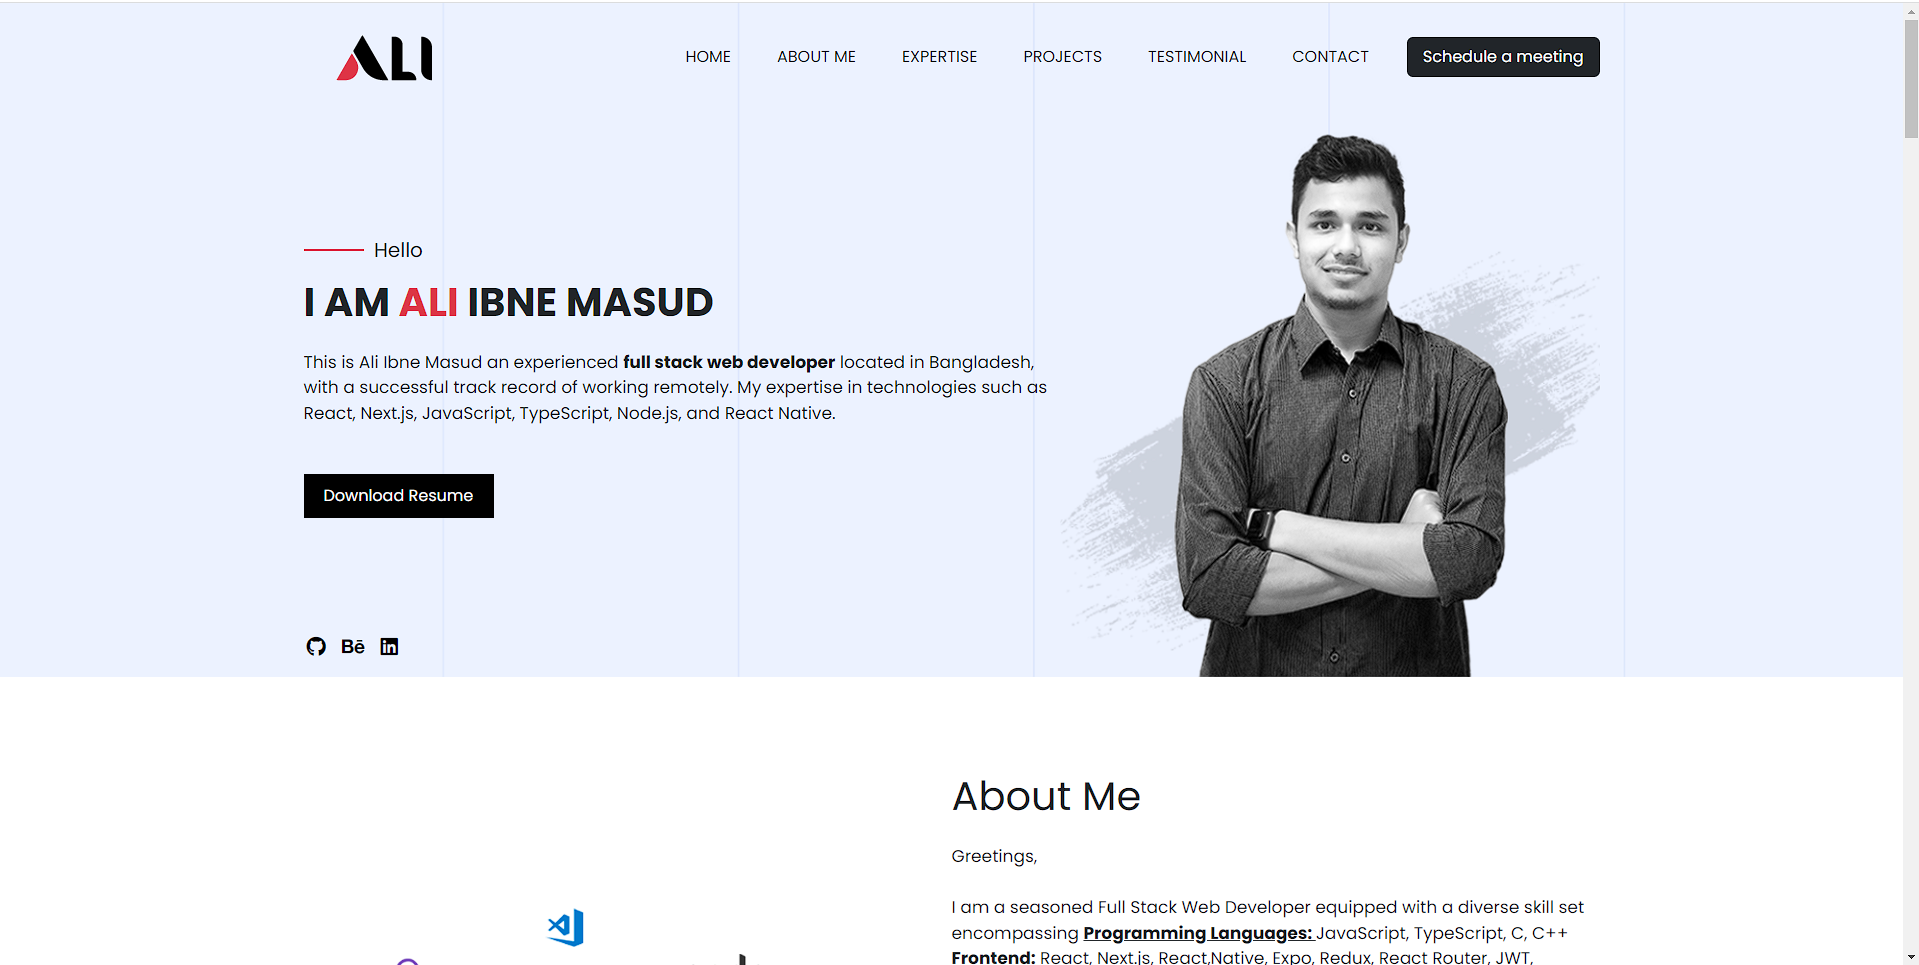 ALI
HOME ABOUT ME EXPERTISE PROJECTS TESTIMONIAL CONTACT Schedule a meeting
Hello
I AM ALI IBNE MASUD
This is Ali Ibne Masud an experienced full stack web developer located in Bangladesh,
with a successful track record of working remotely. My expertise in technologies such as
React, Next.js, JavaScript, TypeScript, Node.js, and React Native.
Download Resume
Bē in
About Me
Greetings,
I am a seasoned Full Stack Web Developer equipped with a diverse skill set
encompassing Programming Languages: JavaScript, TypeScript, C, C++
Frontend: React, Next.js, React,Native, Expo, Redux, React Router, JWT,